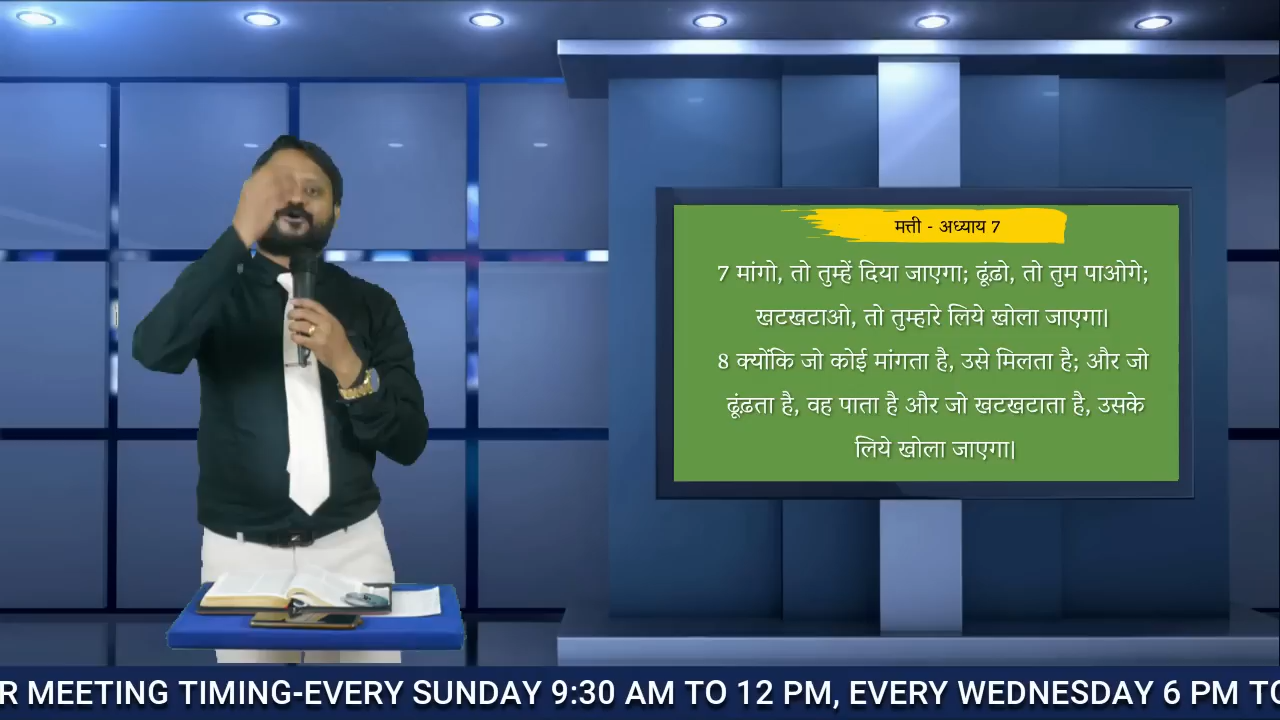 मत्ती - अध्याय 7
7 मांगो, तो तुम्हें दिया जाएगा; ढूंढ़ो, तो तुम पाओगे;
खटखटाओ, तो तुम्हारे लिये खोला जाएगा|
8 क्योंकि जो कोई मांगता है, उसे मिलता है; और जो
ढूंढ़ता है, वह पाता है और जो खटखटाता है, उसके
लिये खोला जाएगा|
R MEETING TIMING-EVERY SUNDAY 9:30 AM TO 12 PM, EVERY WEDNESDAY 6 PM TO